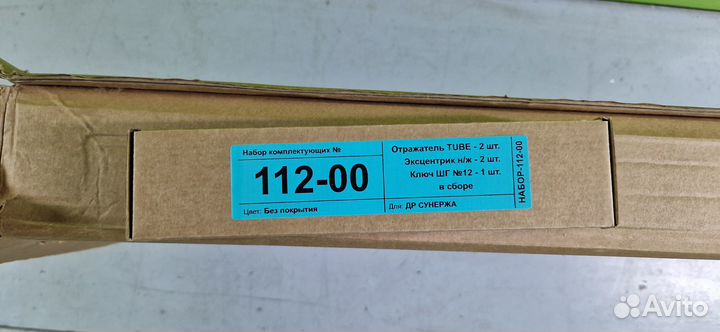 Набор комплектующих №
112-00
Цвет: Без покрытия
Отражатель TUBE - 2 шт.
Эксцентрик н/ж - 2 шт.
Ключ ШГ №12 - 1 шт.
в сборе
Для: ДР СУНЕРЖА
НАБОР-112-00
Avito